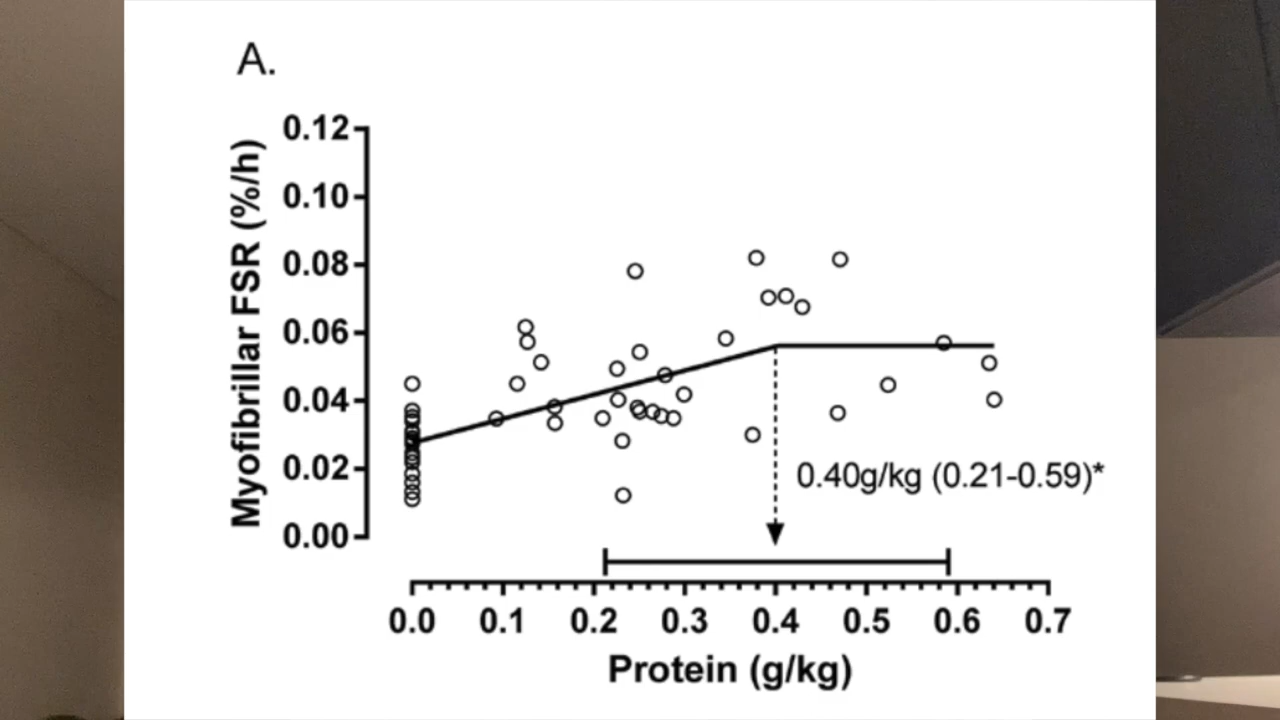 A.
Myofibrillar FSR (%/h)
0.12
0.10
0.08
0.06
0.04
0.02
0.00
0.40g/kg (0.21-0.59)*
0.0 0.1 0.2 0.3 0.4 0.5 0.6 0.7
Protein (g/kg)